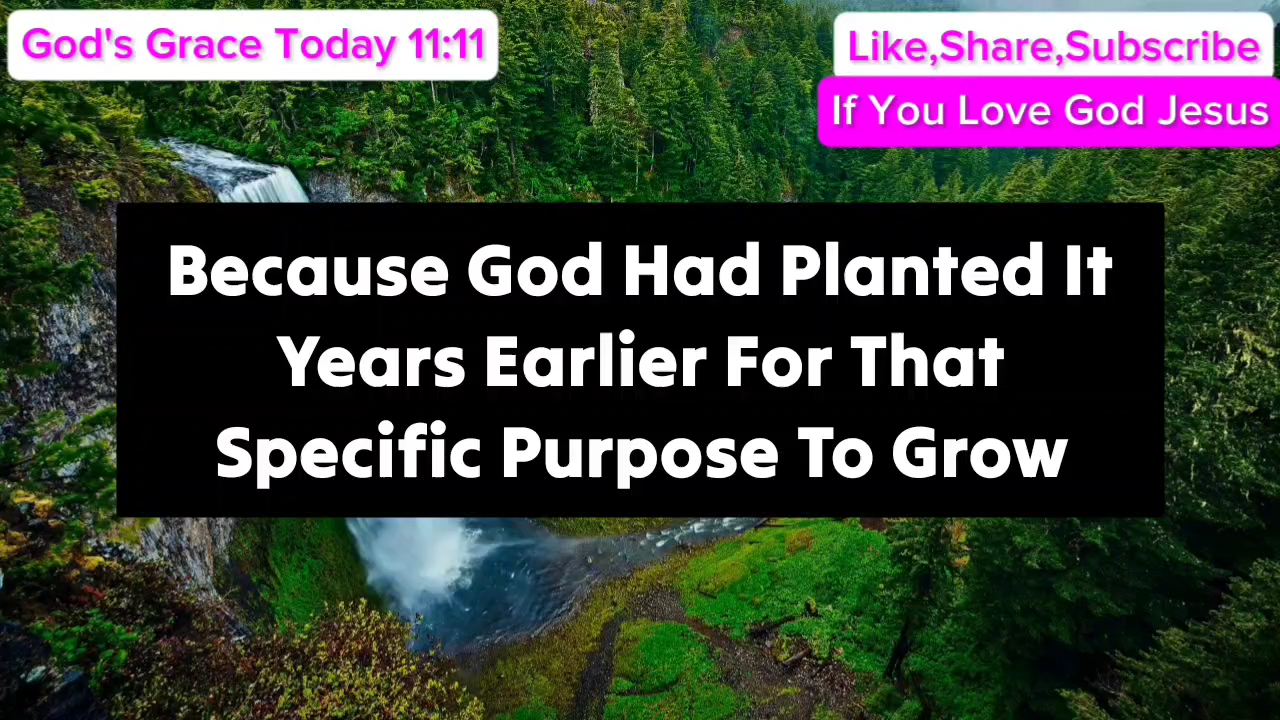 God's Grace Today 11:11
Like,Share,Subscribe
If You Love God Jesus
Because God Had Planted It
Years Earlier For That
Specific Purpose To Grow